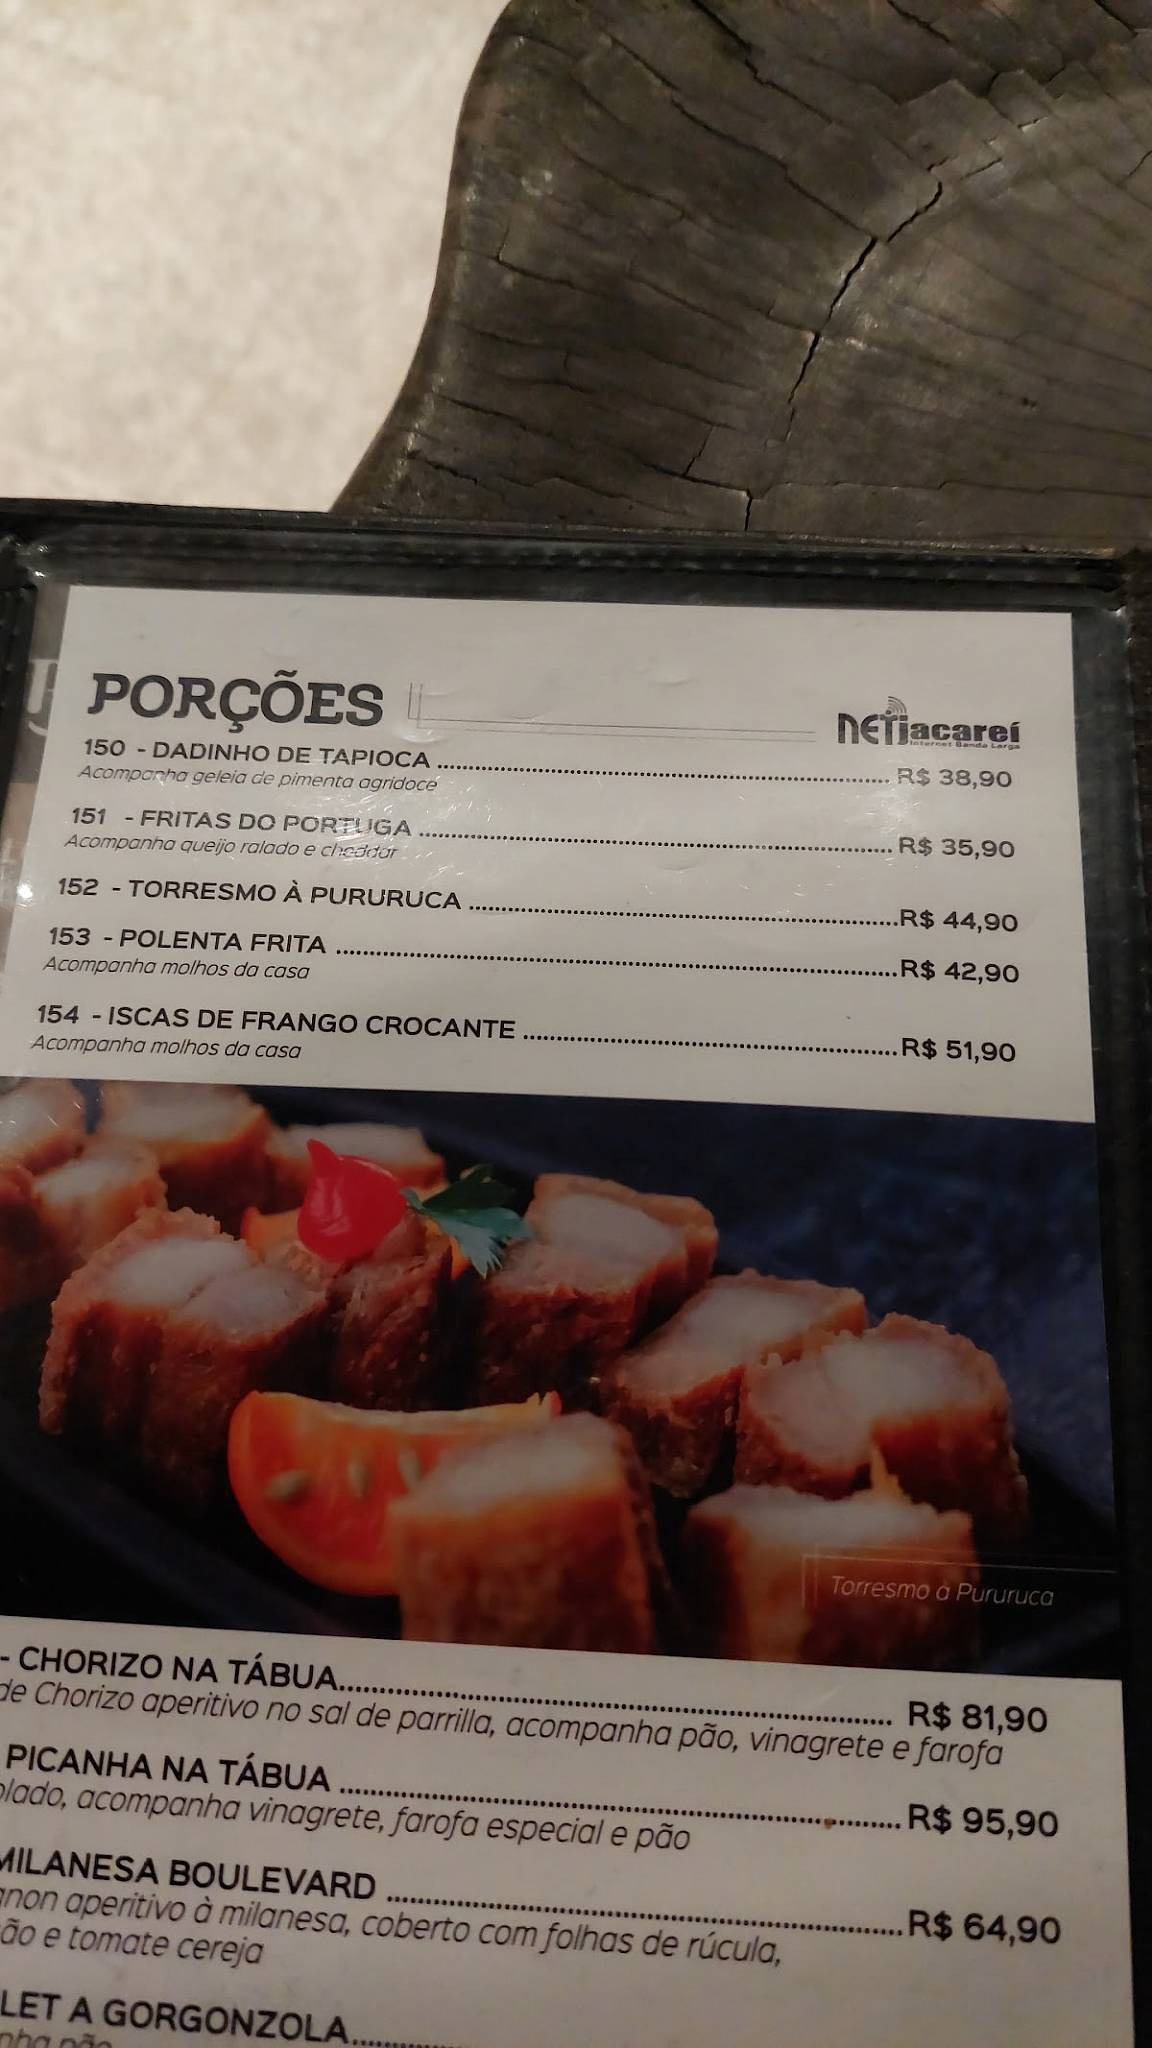 PORÇÕES
NETjacareí
Internet Banda Larga
150 - DADINHO DE TAPIOCA ... R$ 38,90
Acompanha geleia de pimenta agridoce
151 - FRITAS DO PORTUGA ... R$ 35,90
Acompanha queijo ralado e cheddar
152 - TORRESMO À PURURUCA ... R$ 44,90
153 - POLENTA FRITA ... R$ 42,90
Acompanha molhos da casa
154 - ISCAS DE FRANGO CROCANTE ... R$ 51,90
Acompanha molhos da casa
Torresmo à Pururuca
- CHORIZO NA TÁBUA ... R$ 81,90
de Chorizo aperitivo no sal de parrilla, acompanha pão, vinagrete e farofa
PICANHA NA TÁBUA ... R$ 95,90
acompanha vinagrete, farofa especial e pão
MILANESA BOULEVARD ... R$ 64,90
aperitivo à milanesa, coberto com folhas de rúcula,
e tomate cereja
A GORGONZOLA...
pão